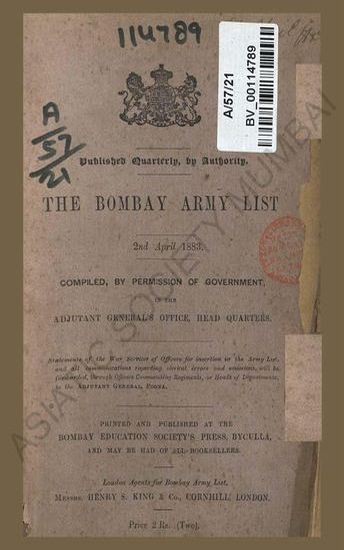 114789
A/57/21
BV_00114789
A
57
21
Published Quarterly, by Authority.
THE BOMBAY ARMY LIST
2nd April 1883.
COMPILED, BY PERMISSION OF GOVERNMENT,
IN THE
ADJUTANT GENERAL'S OFFICE, HEAD QUARTERS.
Statements of the War Services of Officers for insertion in the Army List,
and all communications regarding clerical errors and omissions, will be
forwarded, through Officers Commanding Regiments, or Heads of Departments,
to the ADJUTANT GENERAL, POONA.
PRINTED AND PUBLISHED AT THE
BOMBAY EDUCATION SOCIETY'S PRESS, BYCULLA,
AND MAY BE HAD OF ALL BOOKSELLERS.
London Agents for Bombay Army List,
MESSRS. HENRY S. KING & Co., CORNHILL, LONDON.
Price 2 Rs. (Two).
ASIATIC SOCIETY MUMBAI